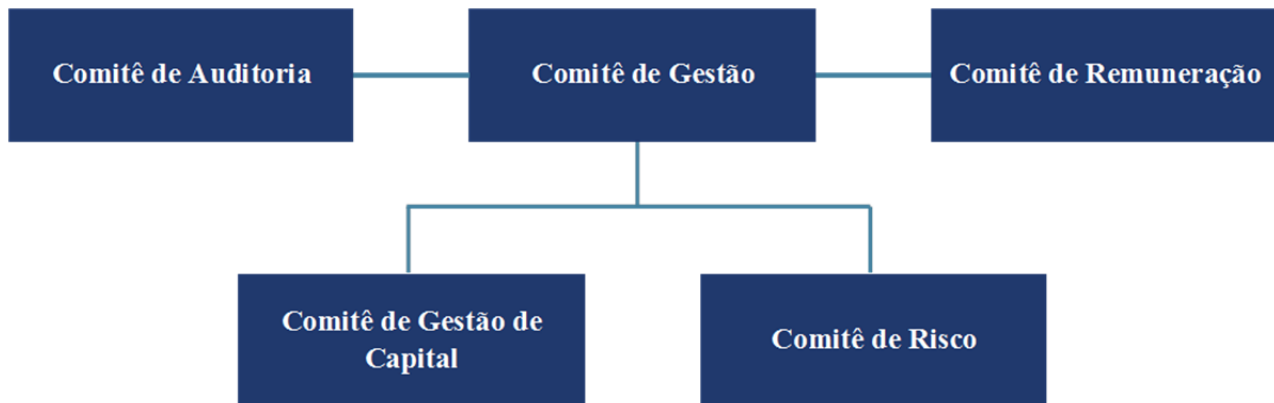 Comitê de Auditoria
Comitê de Gestão
Comitê de Remuneração
Comitê de Gestão de
Capital
Comitê de Risco